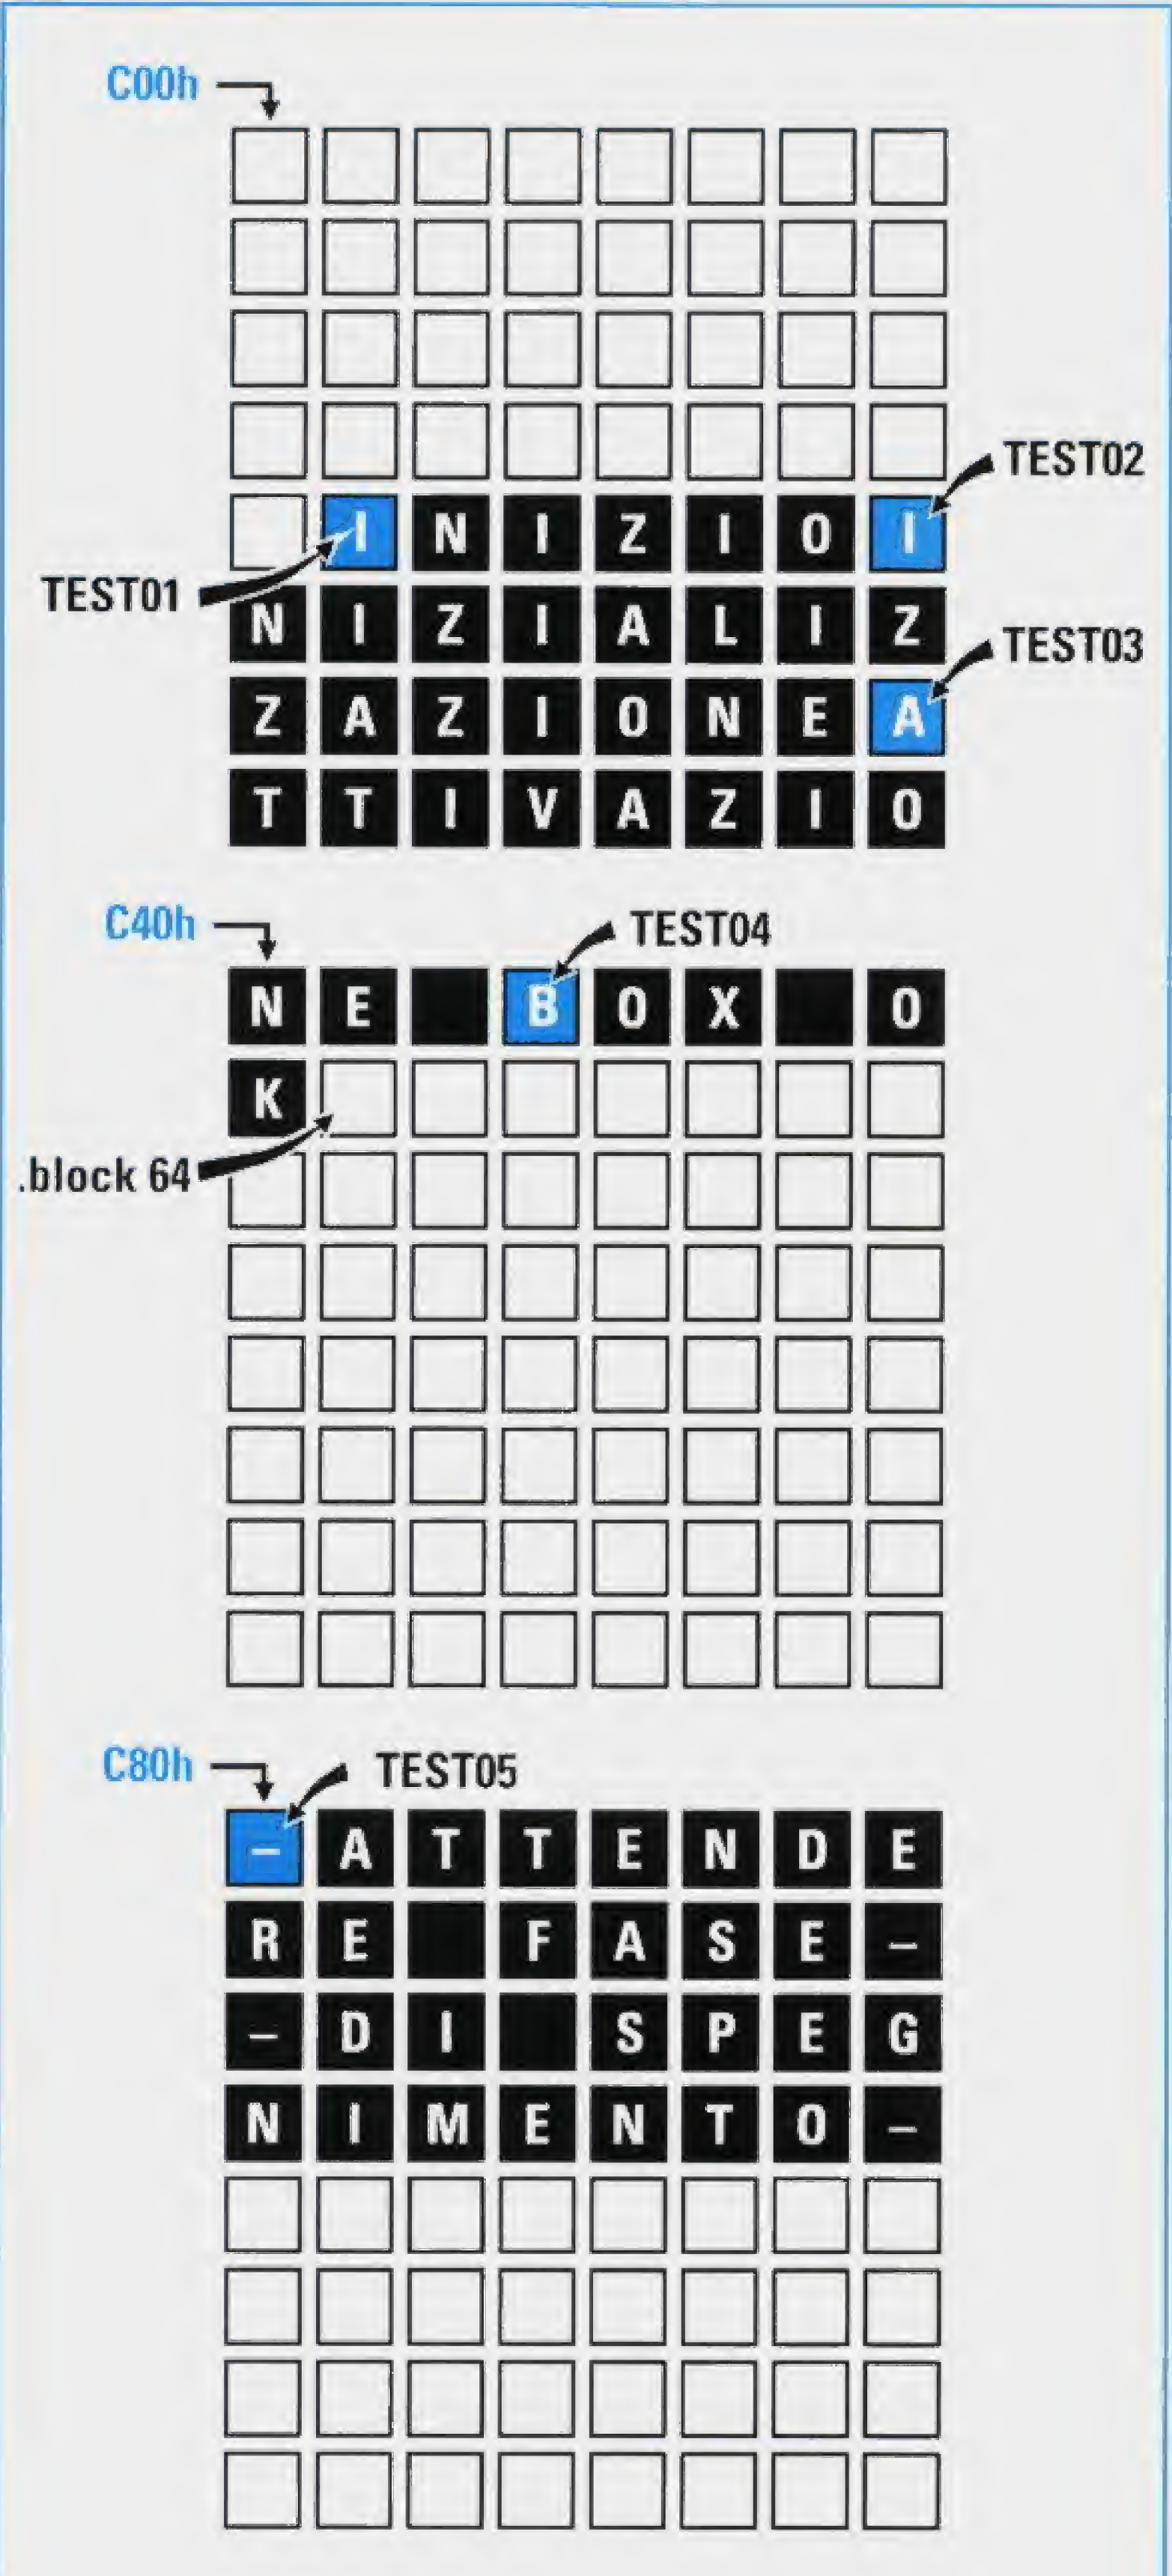 C00h
TEST02
I N I Z I O I
TEST01
N I Z I A L I Z
TEST03
Z A Z I O N E A
T T I V A Z I O
C40h
TEST04
N E B O X O
K
.block 64
C80h
TEST05
– A T T E N D E
R E F A S E –
– D I S P E G
N I M E N T O –